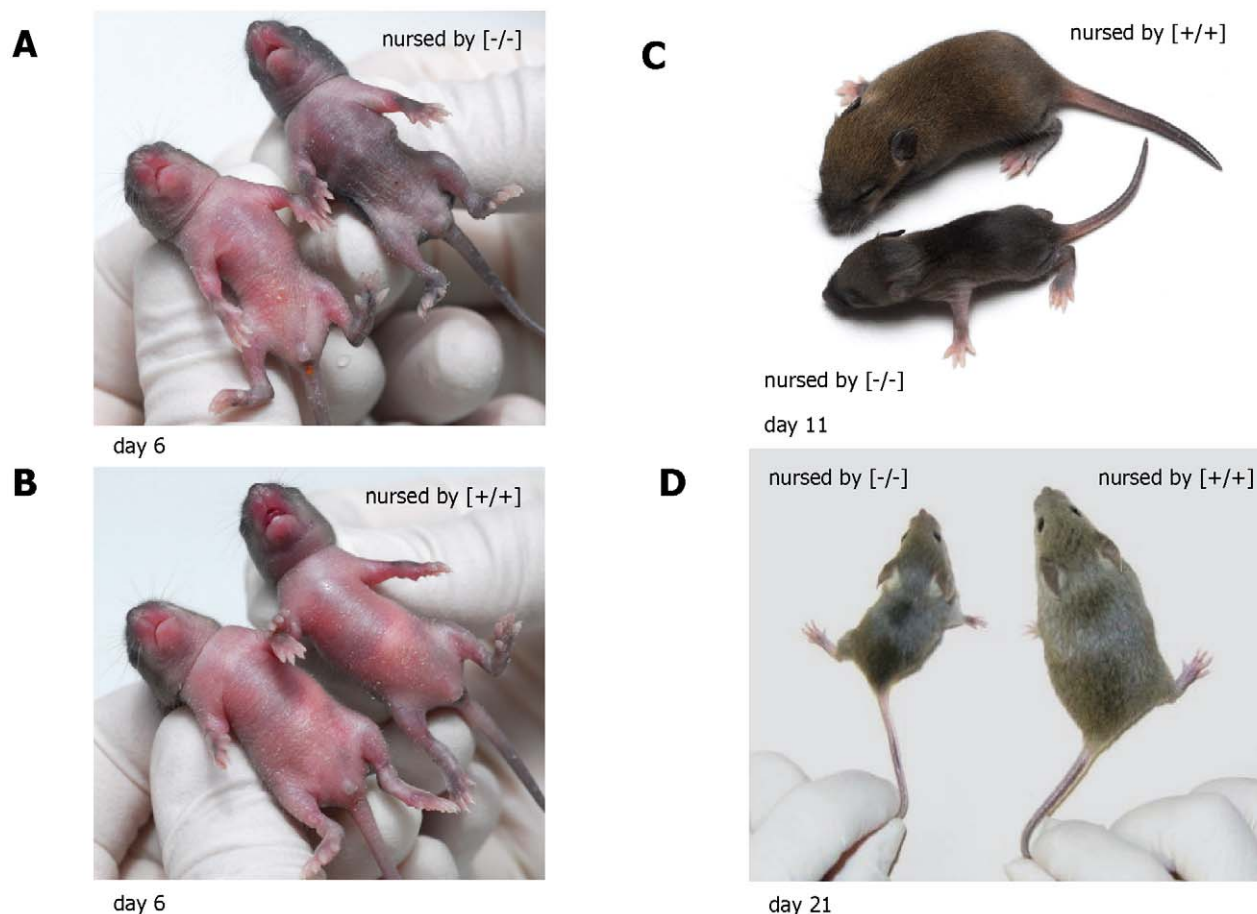 A
nursed by [-/-]
day 6
B
nursed by [+/+]
day 6
C
nursed by [+/+]
nursed by [-/-]
day 11
D
nursed by [-/-]
nursed by [+/+]
day 21